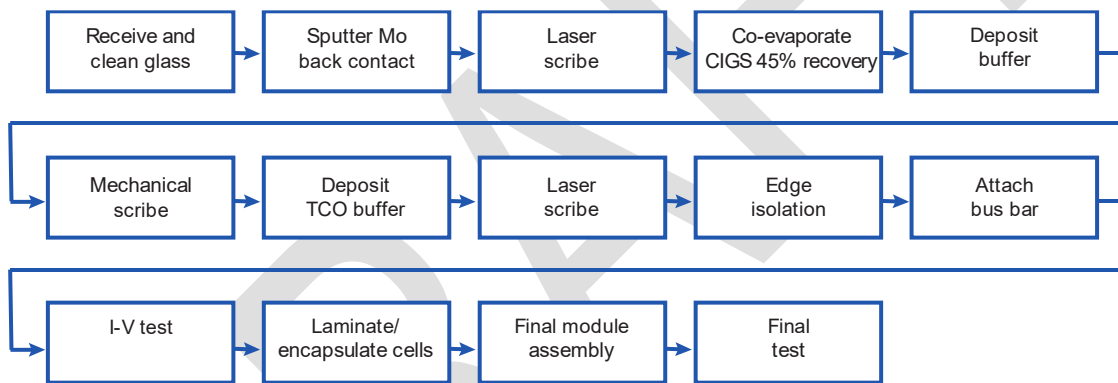 Receive and
clean glass
Sputter Mo
back contact
Laser
scribe
Co-evaporate
CIGS 45% recovery
Deposit
buffer
Mechanical
scribe
Deposit
TCO buffer
Laser
scribe
Edge
isolation
Attach
bus bar
I-V test
Laminate/
encapsulate cells
Final module
assembly
Final
test